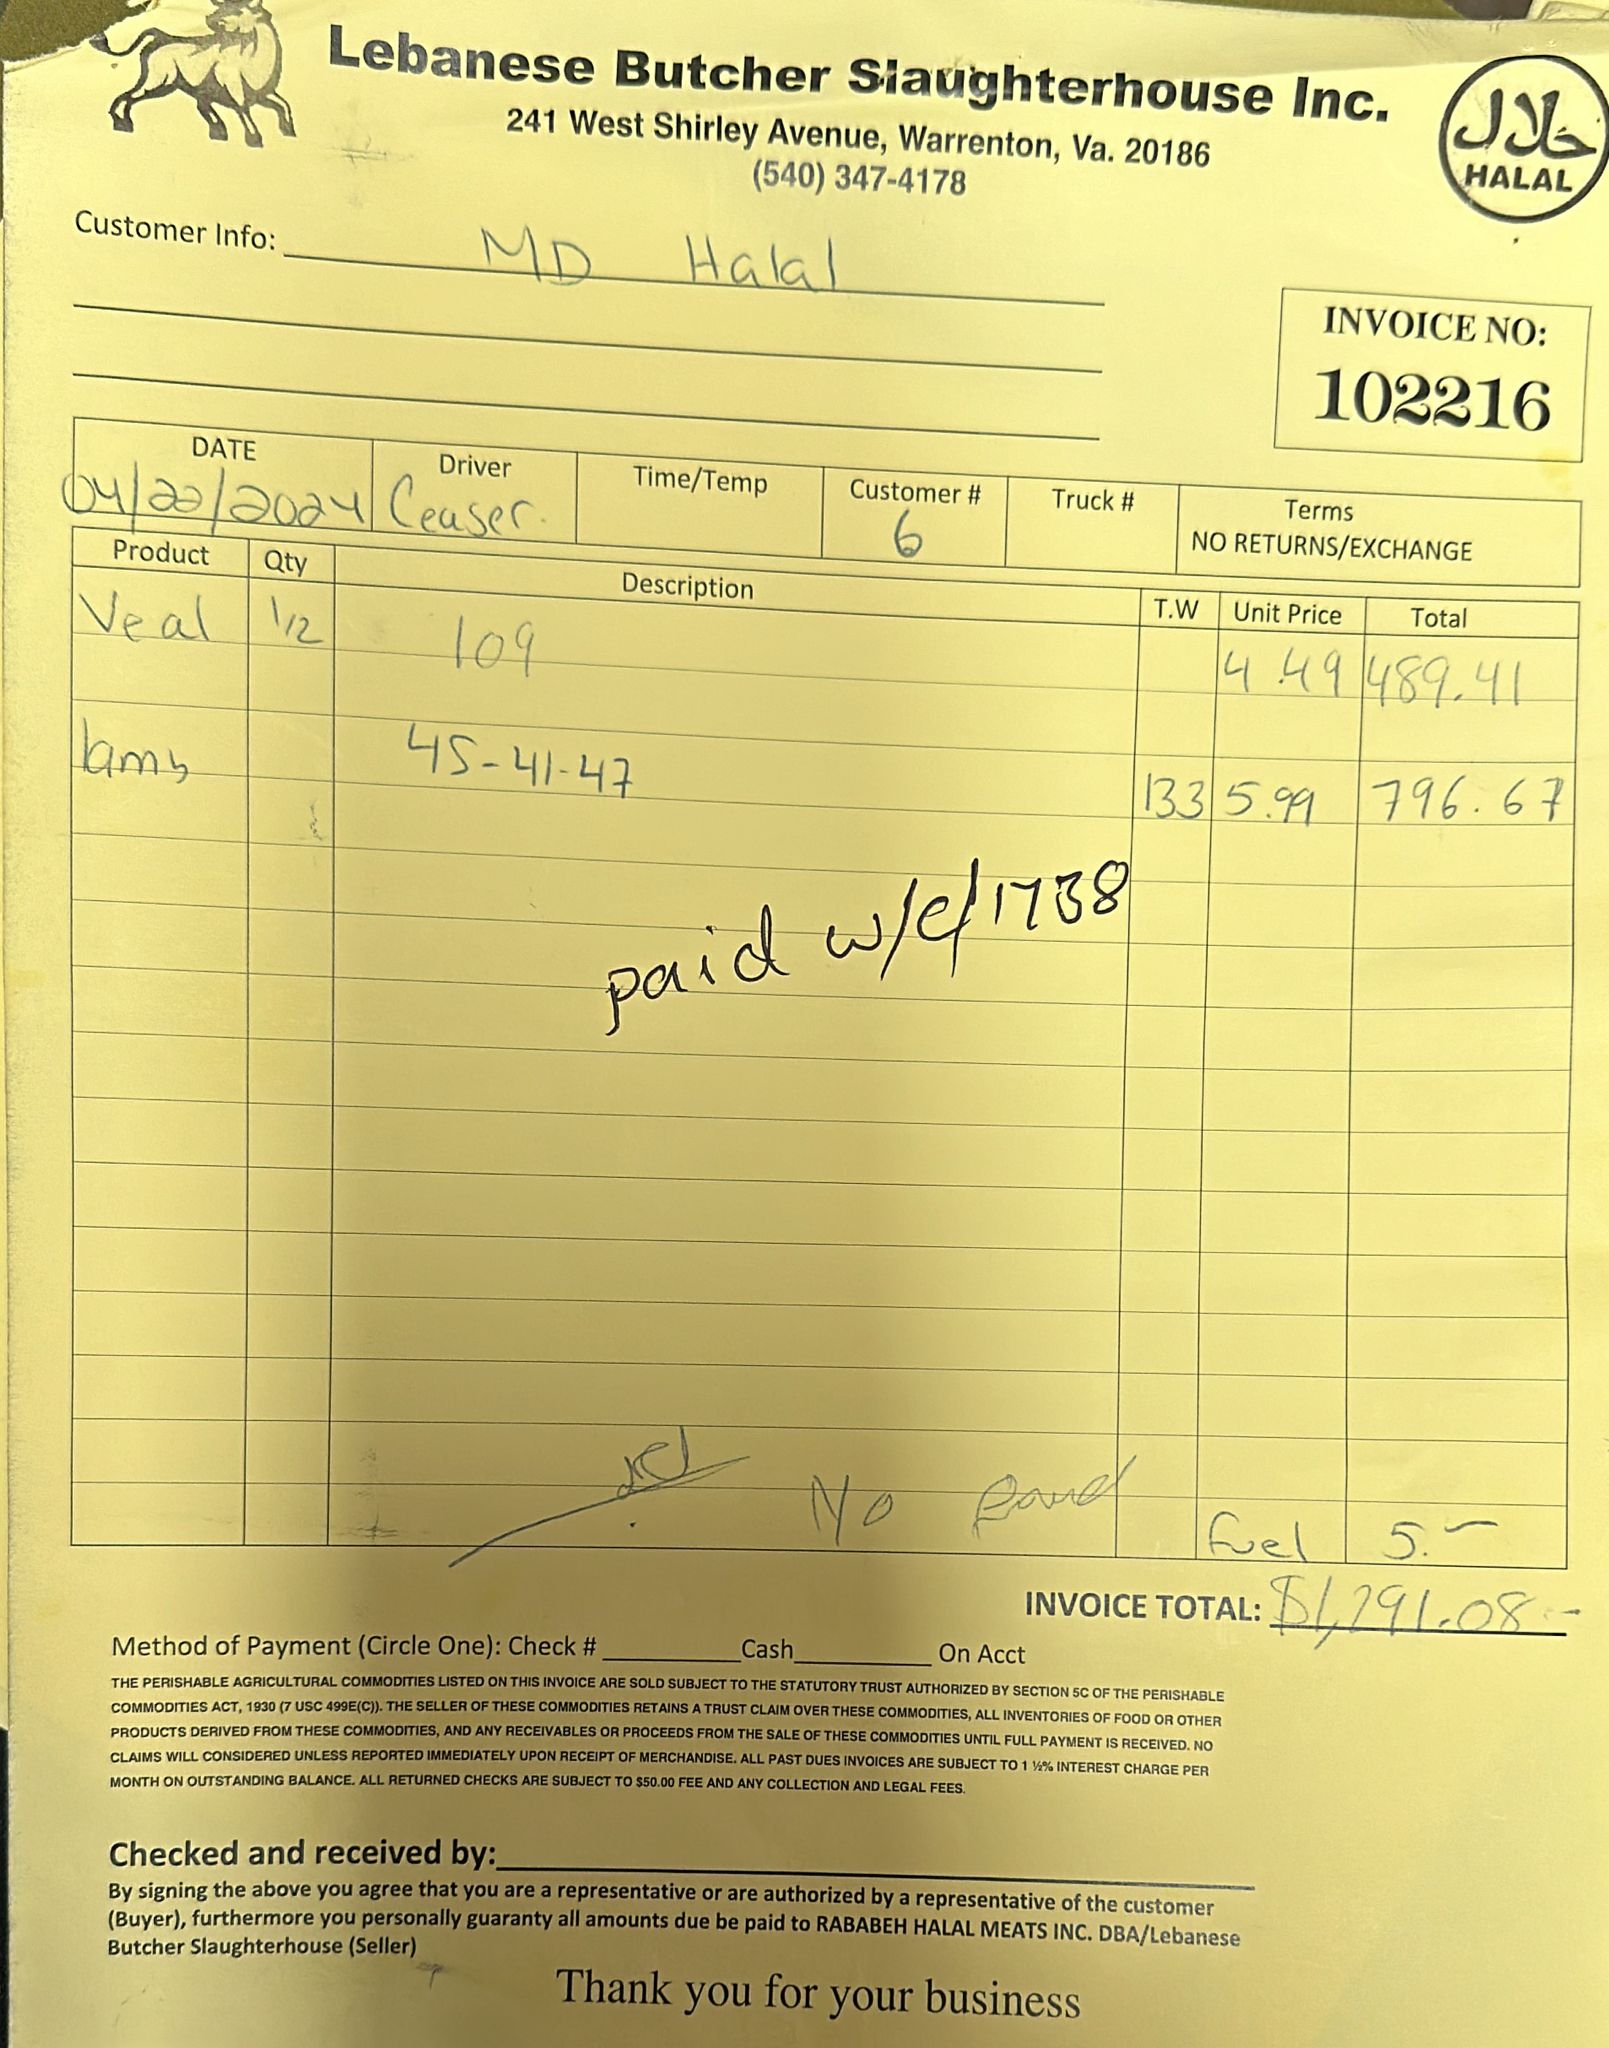 Lebanese Butcher Slaughterhouse Inc.
241 West Shirley Avenue, Warrenton, Va. 20186
(540) 347-4178
حلال
HALAL
Customer Info: MD Halal
INVOICE NO:
102216
DATE Driver Time/Temp Customer # Truck # Terms
04/22/2024 Ceaser. 6 NO RETURNS/EXCHANGE
Product Qty Description T.W Unit Price Total
Veal 1/2 109 4.49 489.41
lamb 45-41-47 133 5.99 796.67
paid w/c/1738
No Paid
fuel 5.-
INVOICE TOTAL: $1,291.08-
Method of Payment (Circle One): Check # Cash On Acct
THE PERISHABLE AGRICULTURAL COMMODITIES LISTED ON THIS INVOICE ARE SOLD SUBJECT TO THE STATUTORY TRUST AUTHORIZED BY SECTION 5C OF THE PERISHABLE
COMMODITIES ACT, 1930 (7 USC 499E(C)). THE SELLER OF THESE COMMODITIES RETAINS A TRUST CLAIM OVER THESE COMMODITIES, ALL INVENTORIES OF FOOD OR OTHER
PRODUCTS DERIVED FROM THESE COMMODITIES, AND ANY RECEIVABLES OR PROCEEDS FROM THE SALE OF THESE COMMODITIES UNTIL FULL PAYMENT IS RECEIVED. NO
CLAIMS WILL CONSIDERED UNLESS REPORTED IMMEDIATELY UPON RECEIPT OF MERCHANDISE. ALL PAST DUES INVOICES ARE SUBJECT TO 1 ½% INTEREST CHARGE PER
MONTH ON OUTSTANDING BALANCE. ALL RETURNED CHECKS ARE SUBJECT TO $50.00 FEE AND ANY COLLECTION AND LEGAL FEES.
Checked and received by:
By signing the above you agree that you are a representative or are authorized by a representative of the customer
(Buyer), furthermore you personally guaranty all amounts due be paid to RABABEH HALAL MEATS INC. DBA/Lebanese
Butcher Slaughterhouse (Seller)
Thank you for your business